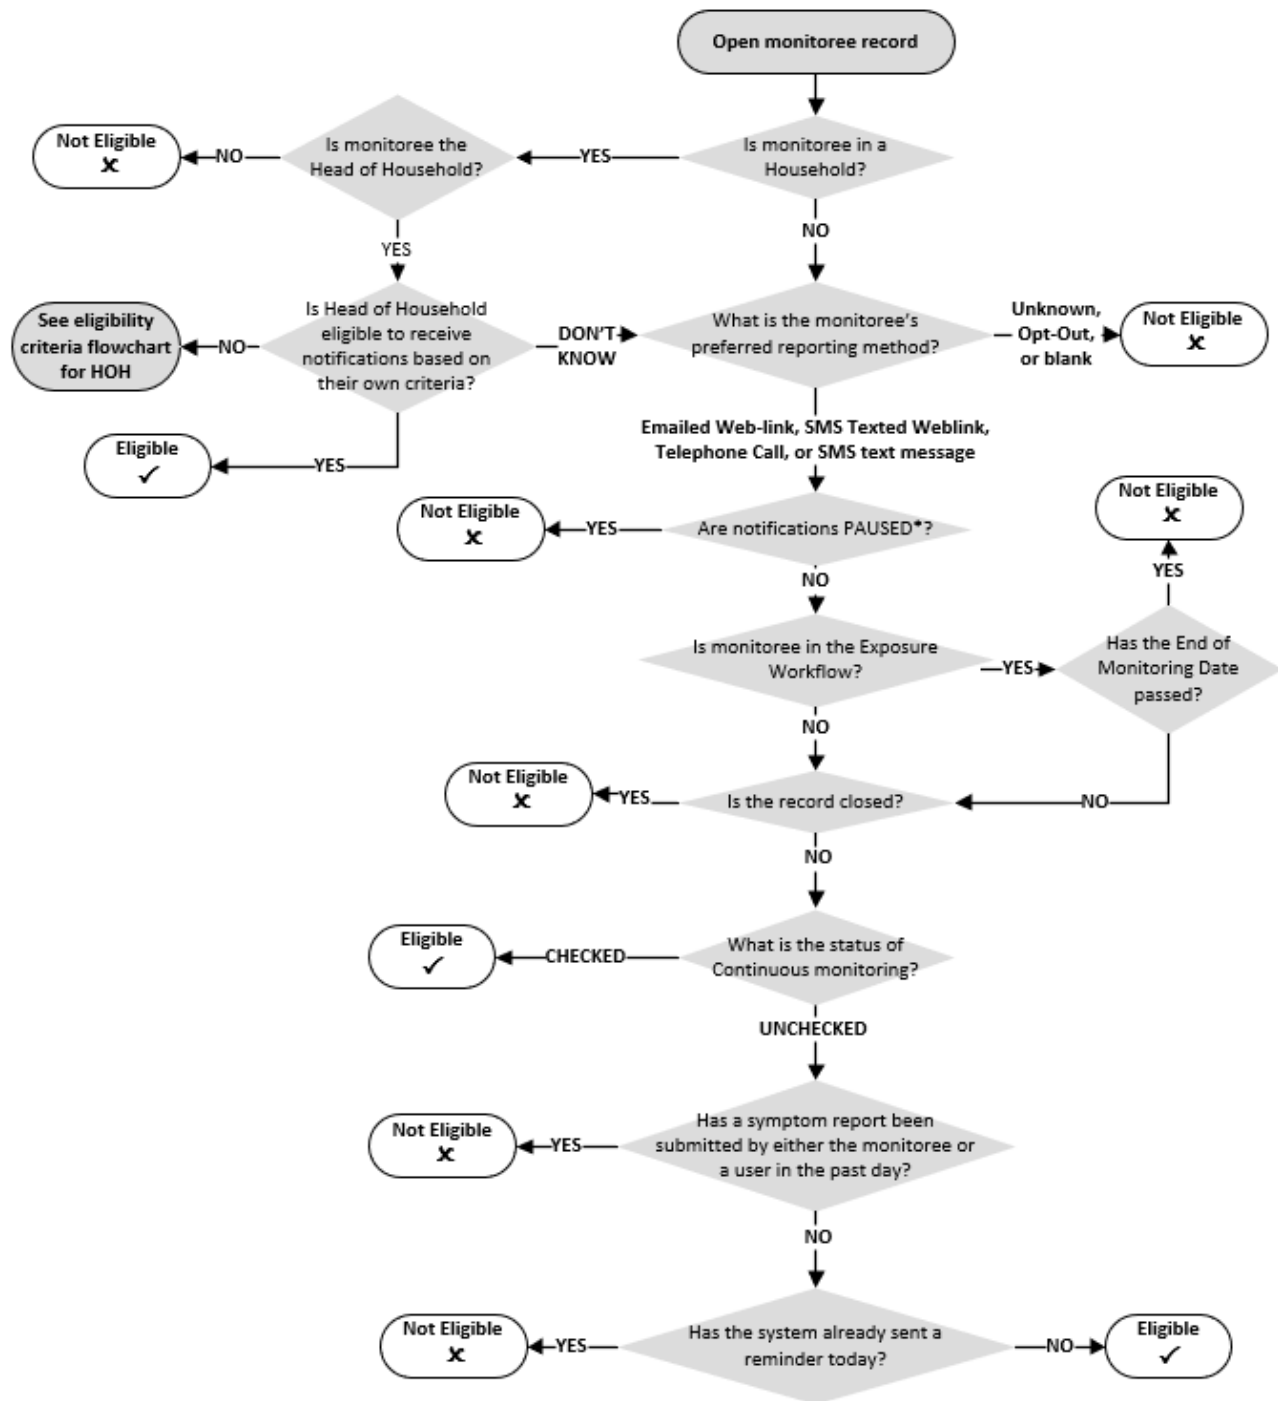 Open monitoree record
Is monitoree in a
Household?
YES
Is monitoree the
Head of Household?
NO
Not Eligible
✗
YES
NO
Is Head of Household
eligible to receive
notifications based on
their own criteria?
NO
See eligibility
criteria flowchart
for HOH
DON'T
KNOW
What is the monitoree's
preferred reporting method?
Unknown,
Opt-Out,
or blank
Not Eligible
✗
YES
Eligible
✓
Emailed Web-link, SMS Texted Weblink,
Telephone Call, or SMS text message
Are notifications PAUSED*?
YES
Not Eligible
✗
NO
Is monitoree in the Exposure
Workflow?
YES
Has the End of
Monitoring Date
passed?
YES
Not Eligible
✗
NO
NO
Is the record closed?
YES
Not Eligible
✗
NO
What is the status of
Continuous monitoring?
CHECKED
Eligible
✓
UNCHECKED
Has a symptom report been
submitted by either the monitoree or
a user in the past day?
YES
Not Eligible
✗
NO
Has the system already sent a
reminder today?
YES
Not Eligible
✗
NO
Eligible
✓